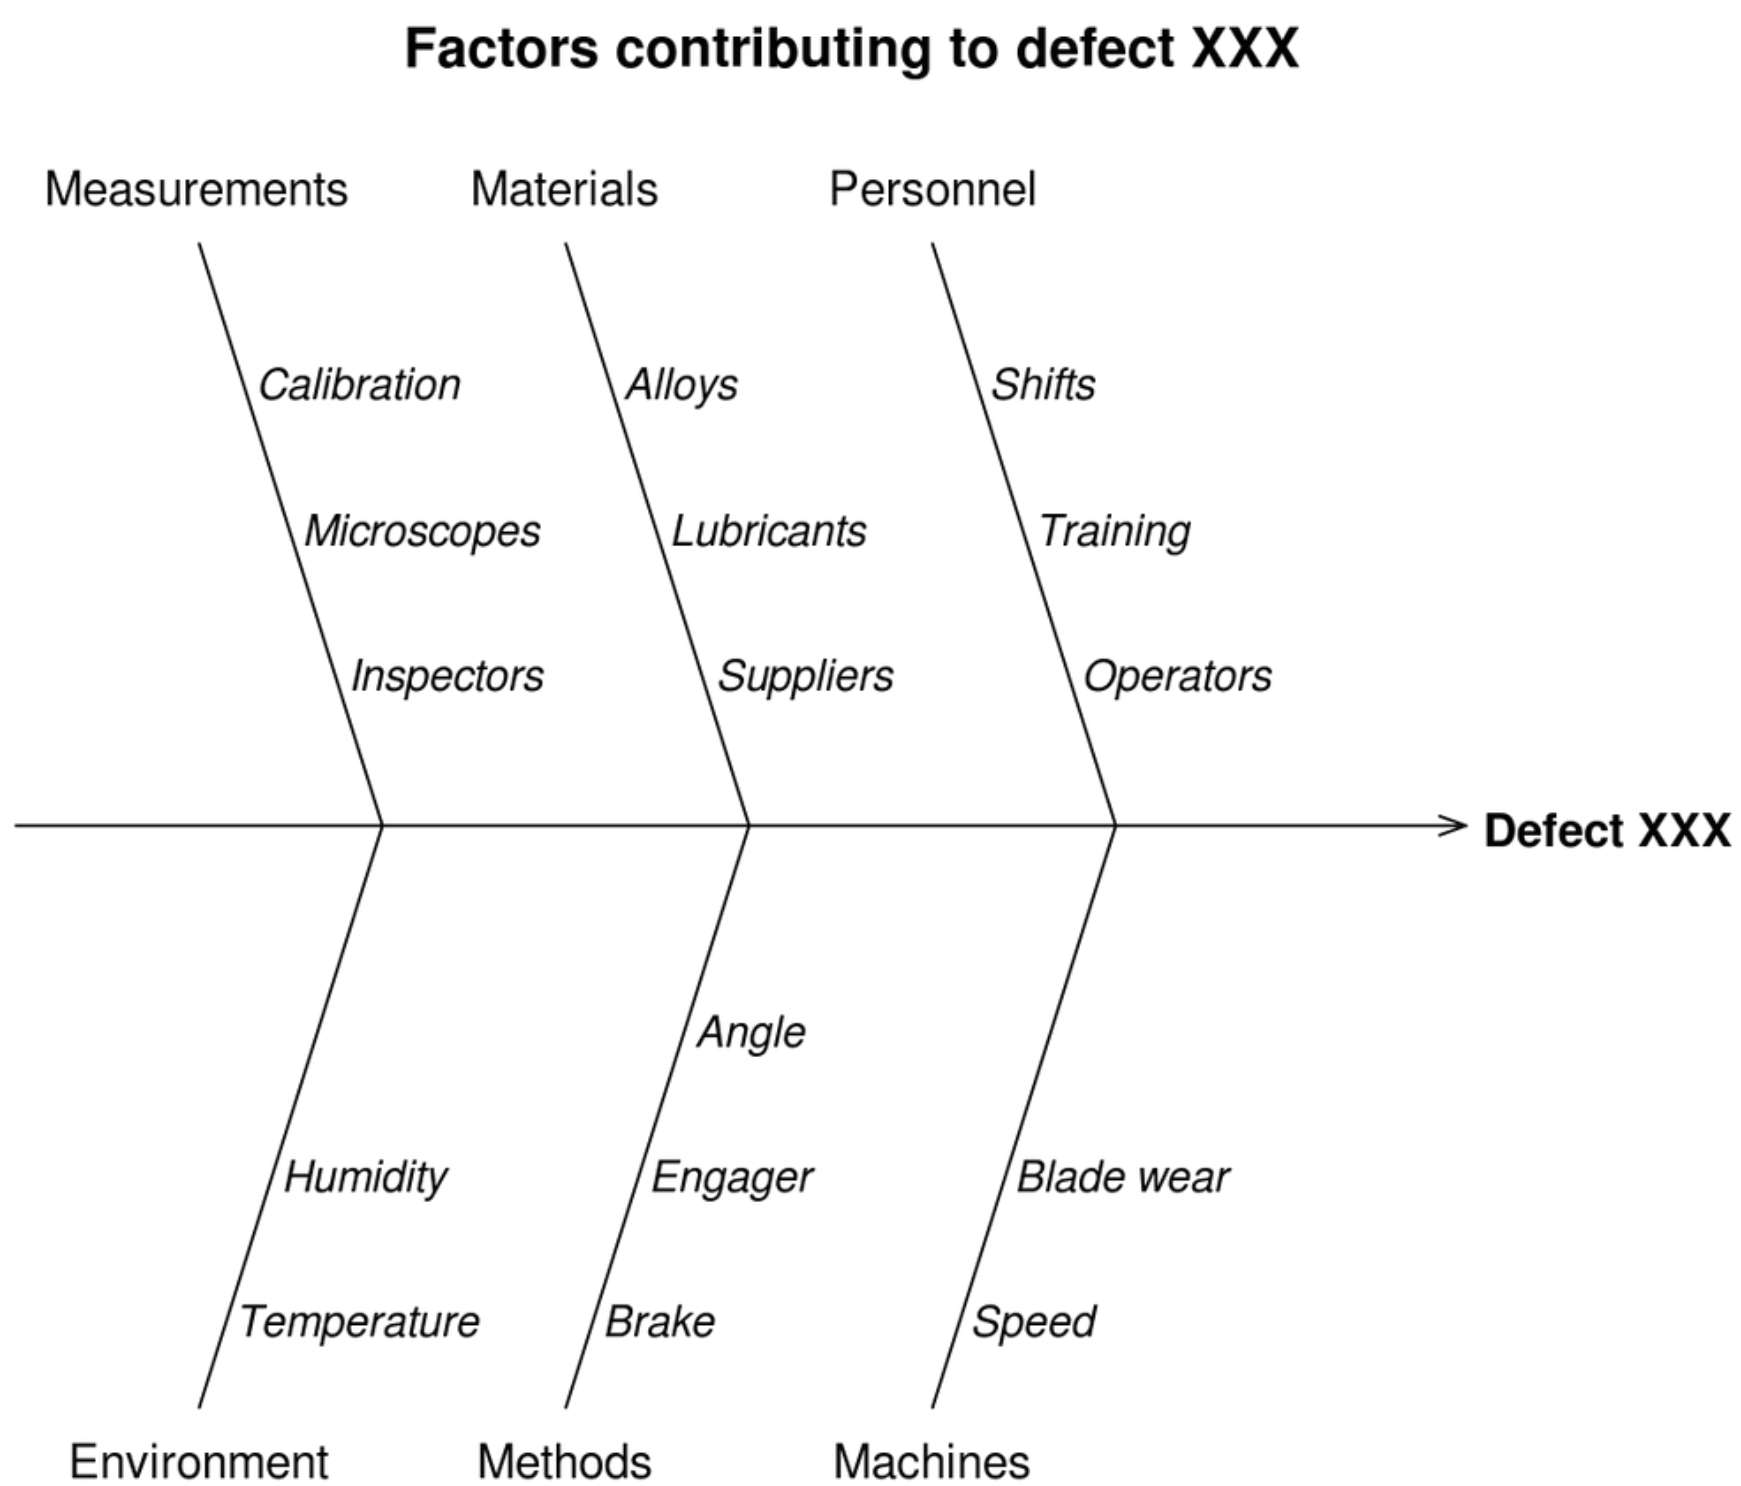 Factors contributing to defect XXX
Measurements
Materials
Personnel
Calibration
Alloys
Shifts
Microscopes
Lubricants
Training
Inspectors
Suppliers
Operators
Defect XXX
Angle
Humidity
Engager
Blade wear
Temperature
Brake
Speed
Environment
Methods
Machines